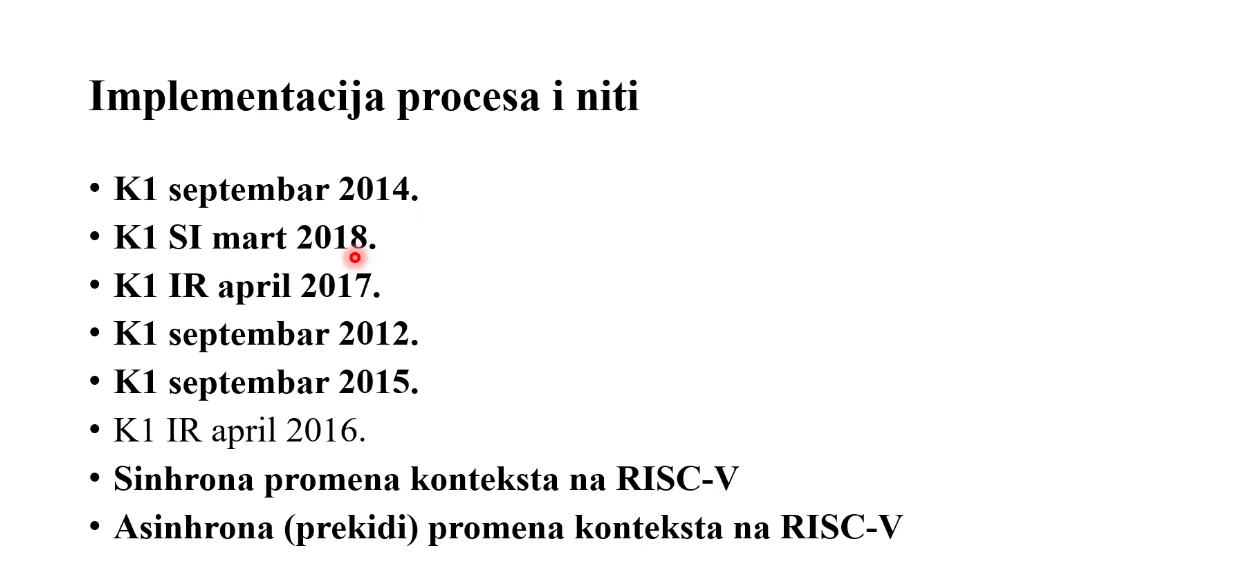 Implementacija procesa i niti
• K1 septembar 2014.
• K1 SI mart 2018.
• K1 IR april 2017.
• K1 septembar 2012.
• K1 septembar 2015.
• K1 IR april 2016.
• Sinhrona promena konteksta na RISC-V
• Asinhrona (prekidi) promena konteksta na RISC-V